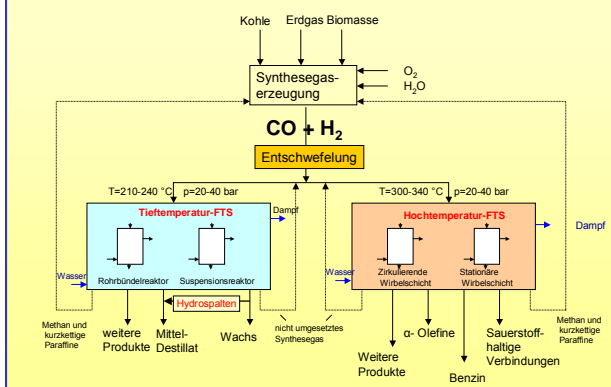 Kohle
Erdgas Biomasse
Synthesegas-
erzeugung
O2
H2O
CO + H2
Entschwefelung
T=210-240 °C p=20-40 bar
T=300-340 °C p=20-40 bar
Tieftemperatur-FTS
Dampf
Hochtemperatur-FTS
Dampf
Wasser
Rohrbündelreaktor
Suspensionsreaktor
Wasser
Zirkulierende
Wirbelschicht
Stationäre
Wirbelschicht
Hydrospalten
Methan und
kurzkettige
Paraffine
weitere
Produkte
Mittel-
Destillat
Wachs
nicht umgesetztes
Synthesegas
Weitere
Produkte
α- Olefine
Benzin
Sauerstoff-
haltige
Verbindungen
Methan und
kurzkettige
Paraffine